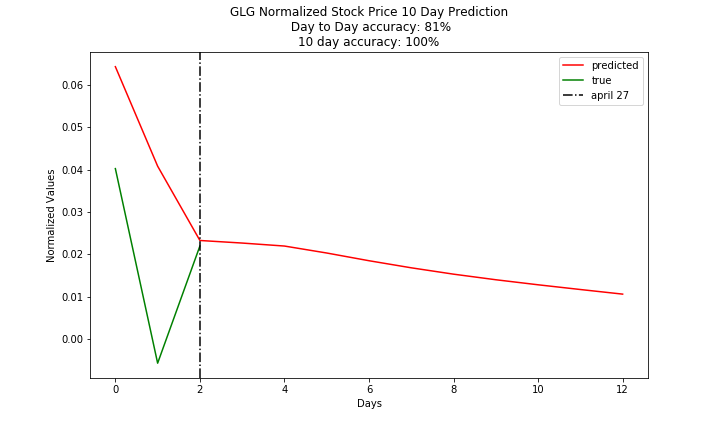 GLG Normalized Stock Price 10 Day Prediction
Day to Day accuracy: 81%
10 day accuracy: 100%
predicted
true
april 27
0.06
0.05
0.04
0.03
0.02
0.01
0.00
Normalized Values
0 2 4 6 8 10 12
Days